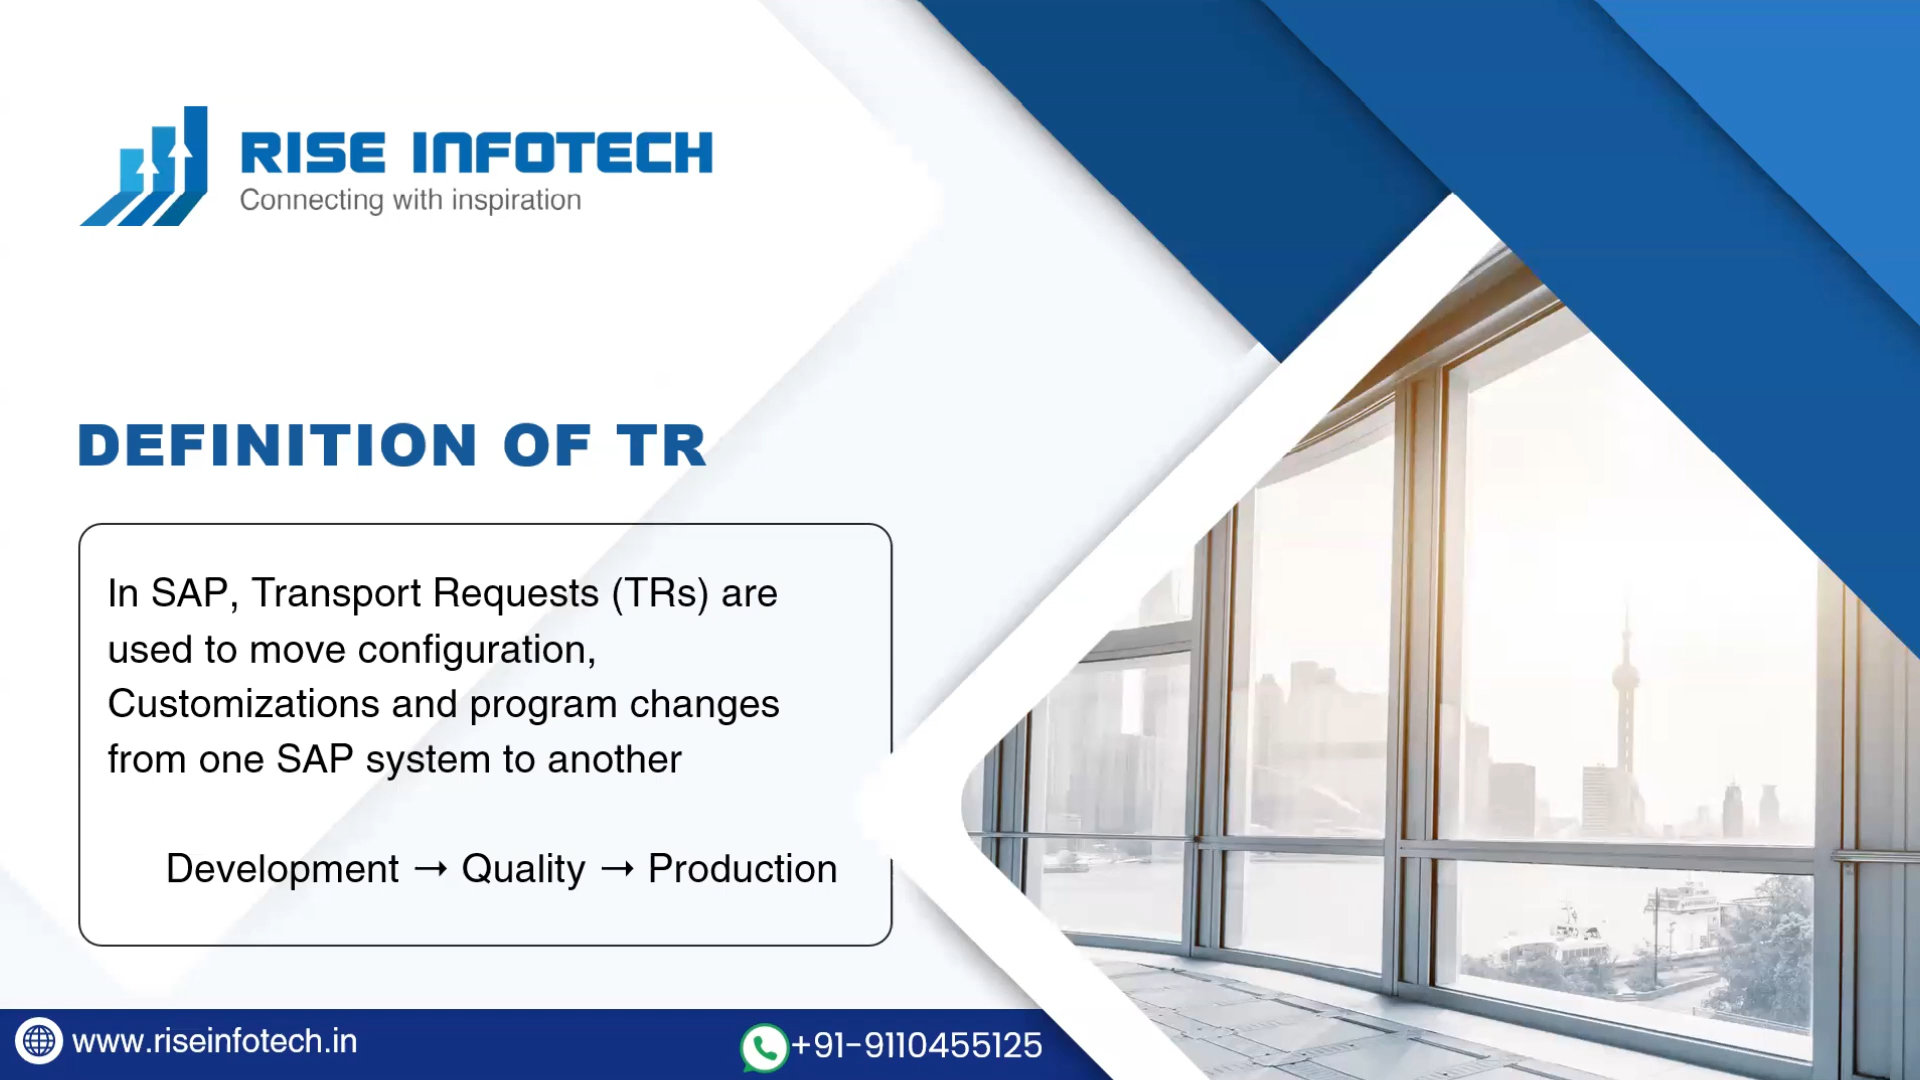 RISE INFOTECH
Connecting with inspiration
DEFINITION OF TR
In SAP, Transport Requests (TRs) are
used to move configuration,
Customizations and program changes
from one SAP system to another
Development → Quality → Production
www.riseinfotech.in
+91-9110455125